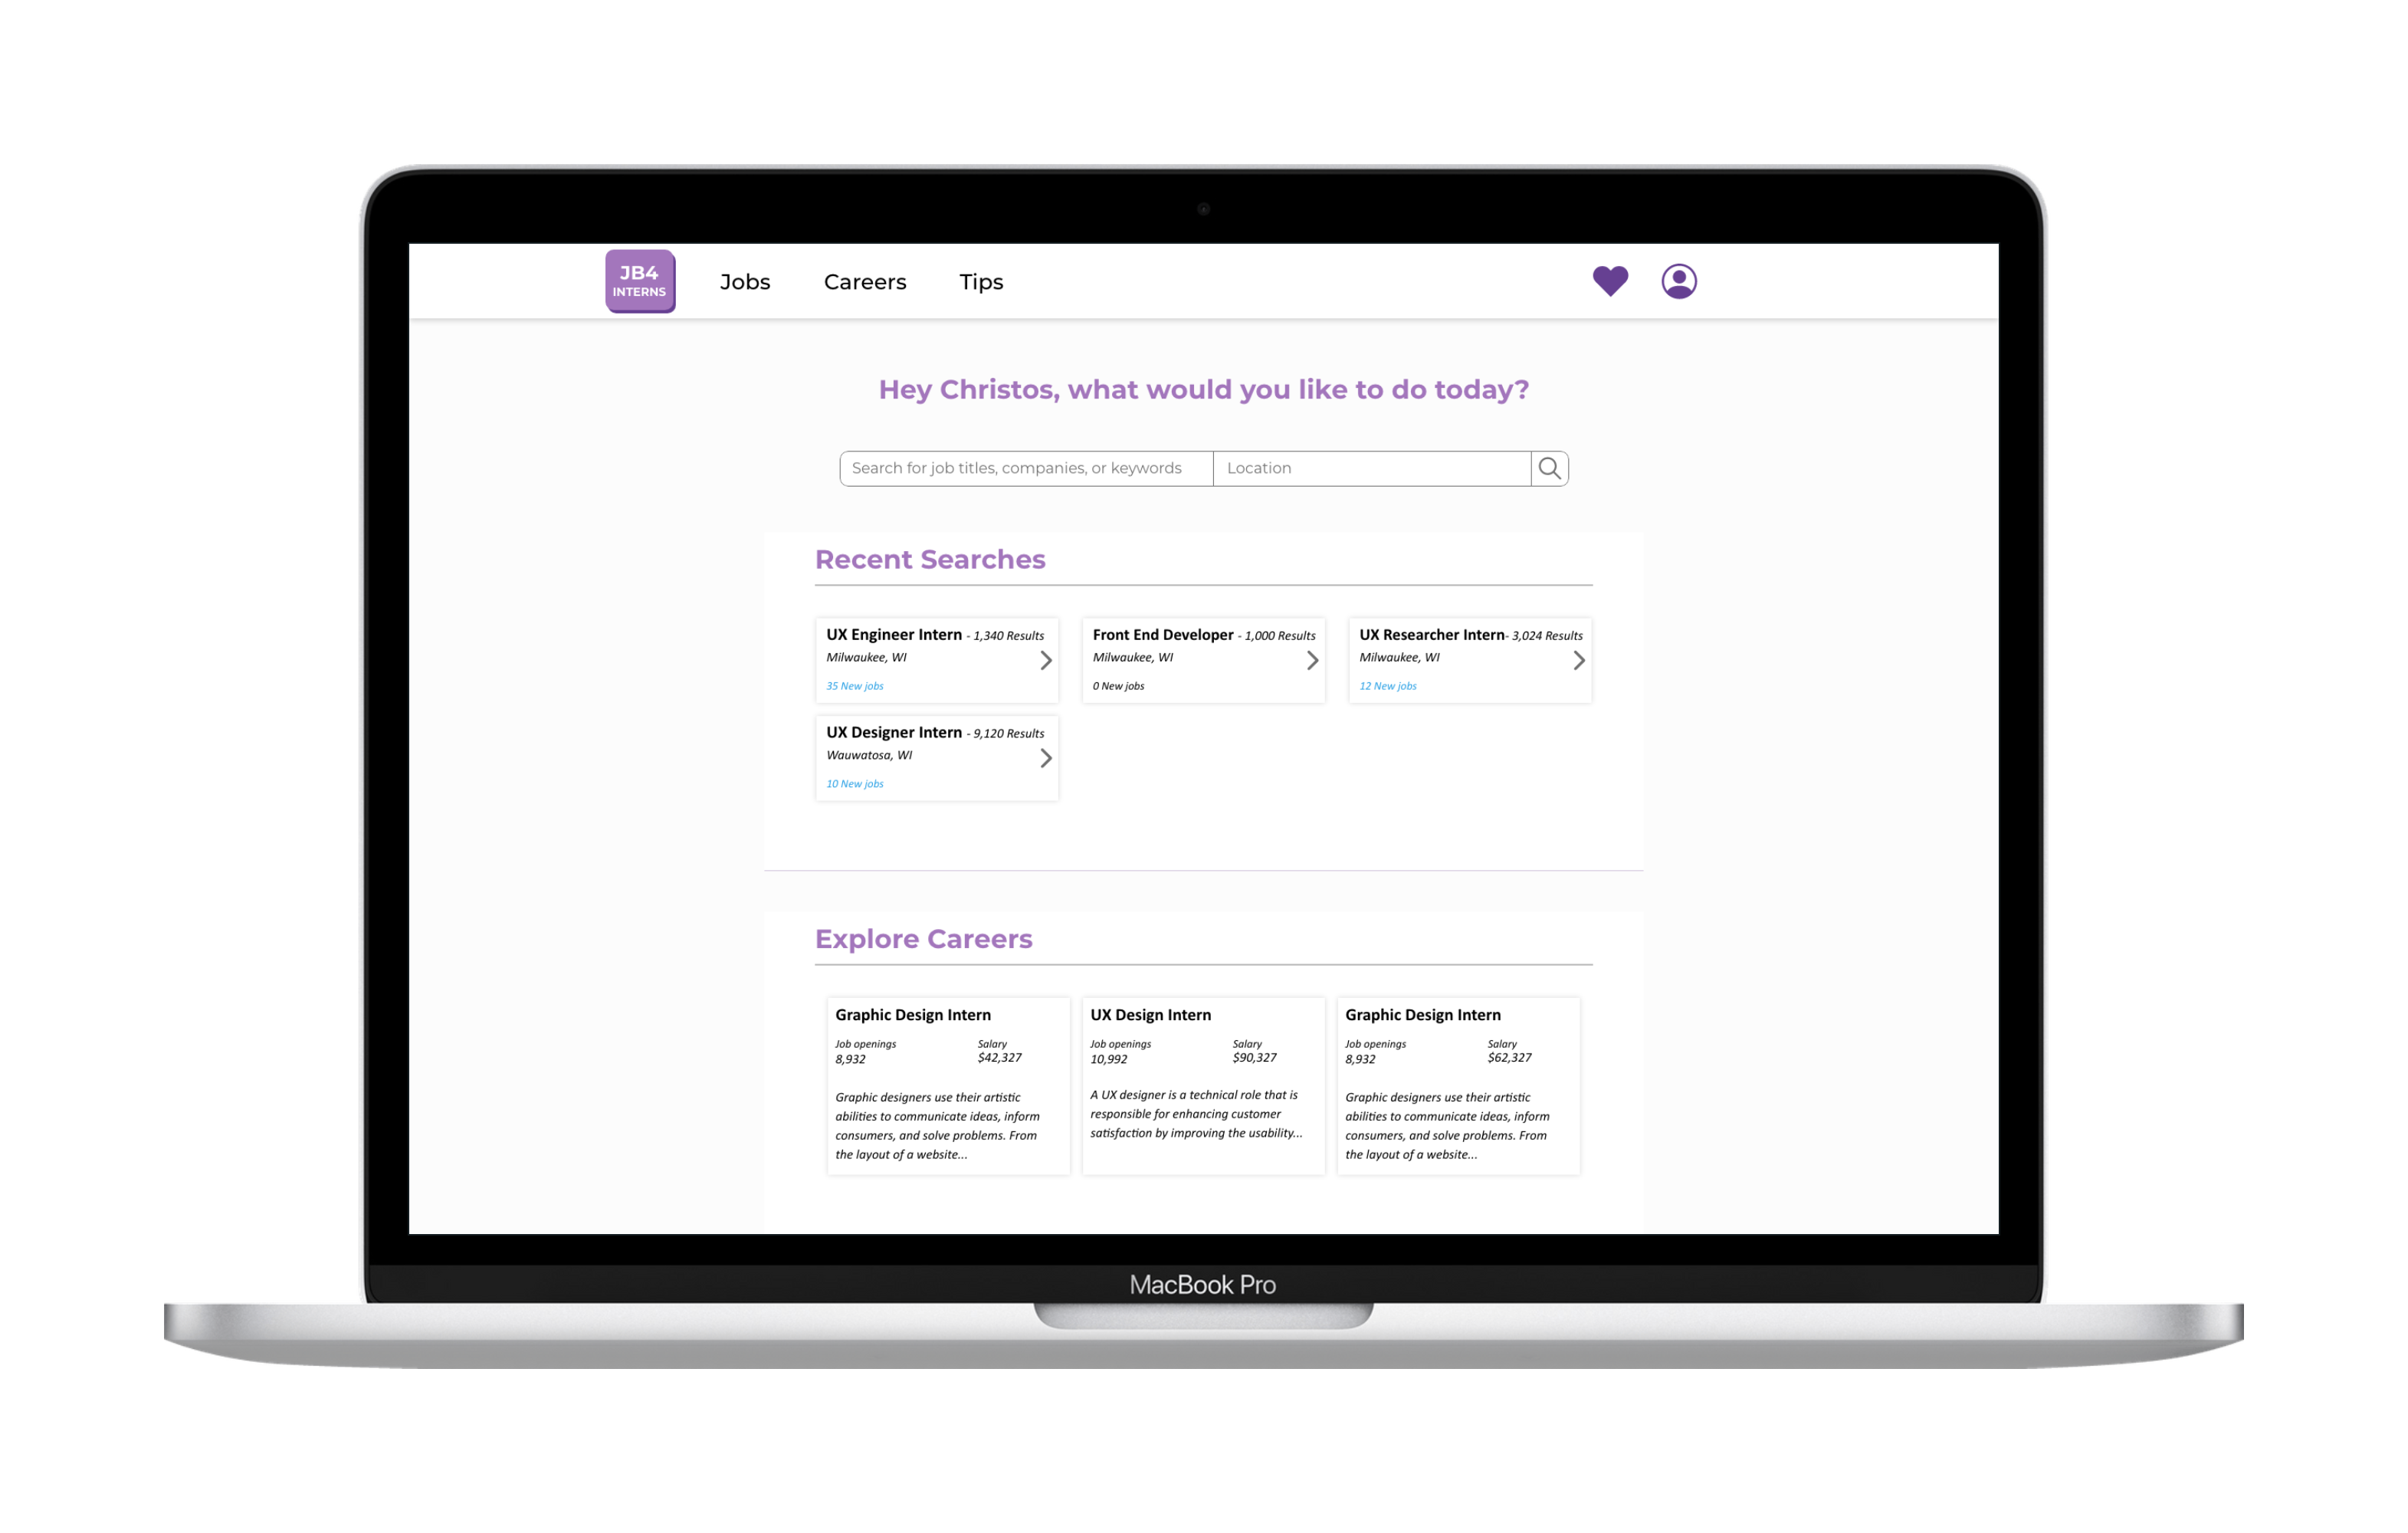 JB4
INTERNS
Jobs
Careers
Tips
Hey Christos, what would you like to do today?
Search for job titles, companies, or keywords
Location
Recent Searches
UX Engineer Intern - 1,340 Results
Milwaukee, WI
35 New jobs
Front End Developer - 1,000 Results
Milwaukee, WI
0 New jobs
UX Researcher Intern- 3,024 Results
Milwaukee, WI
12 New jobs
UX Designer Intern - 9,120 Results
Wauwatosa, WI
10 New jobs
Explore Careers
Graphic Design Intern
Job openings
8,932
Salary
$42,327
Graphic designers use their artistic
abilities to communicate ideas, inform
consumers, and solve problems. From
the layout of a website...
UX Design Intern
Job openings
10,992
Salary
$90,327
A UX designer is a technical role that is
responsible for enhancing customer
satisfaction by improving the usability...
Graphic Design Intern
Job openings
8,932
Salary
$62,327
Graphic designers use their artistic
abilities to communicate ideas, inform
consumers, and solve problems. From
the layout of a website...
MacBook Pro